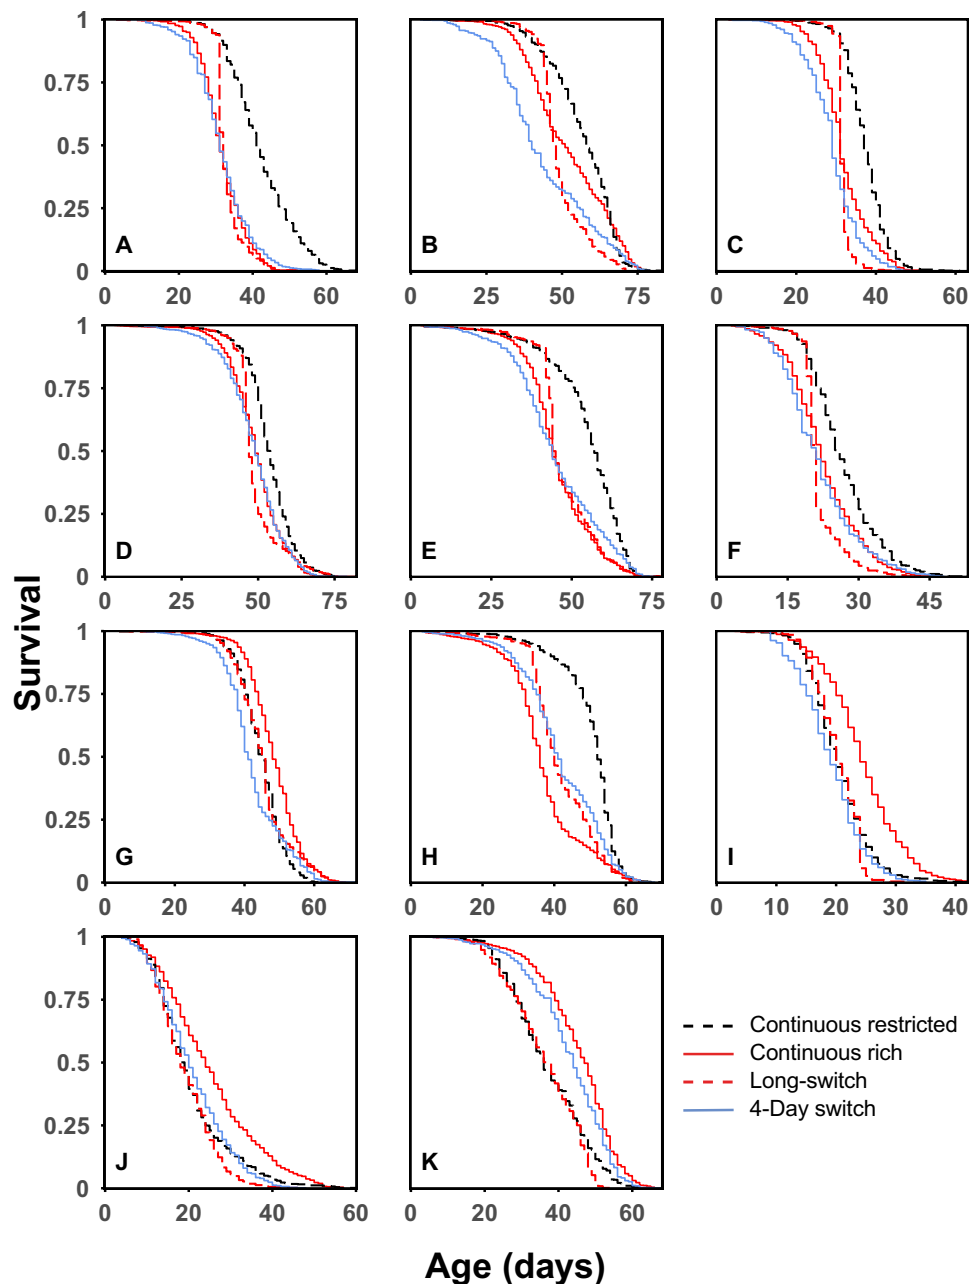 1
0.75
0.5
0.25
0
A
0 20 40 60
B
0 25 50 75
C
0 20 40 60
1
0.75
0.5
0.25
0
D
0 25 50 75
E
0 25 50 75
F
0 15 30 45
Survival
1
0.75
0.5
0.25
0
G
0 20 40 60
H
0 20 40 60
I
0 10 20 30 40
1
0.75
0.5
0.25
0
J
0 20 40 60
K
0 20 40 60
Continuous restricted
Continuous rich
Long-switch
4-Day switch
Age (days)